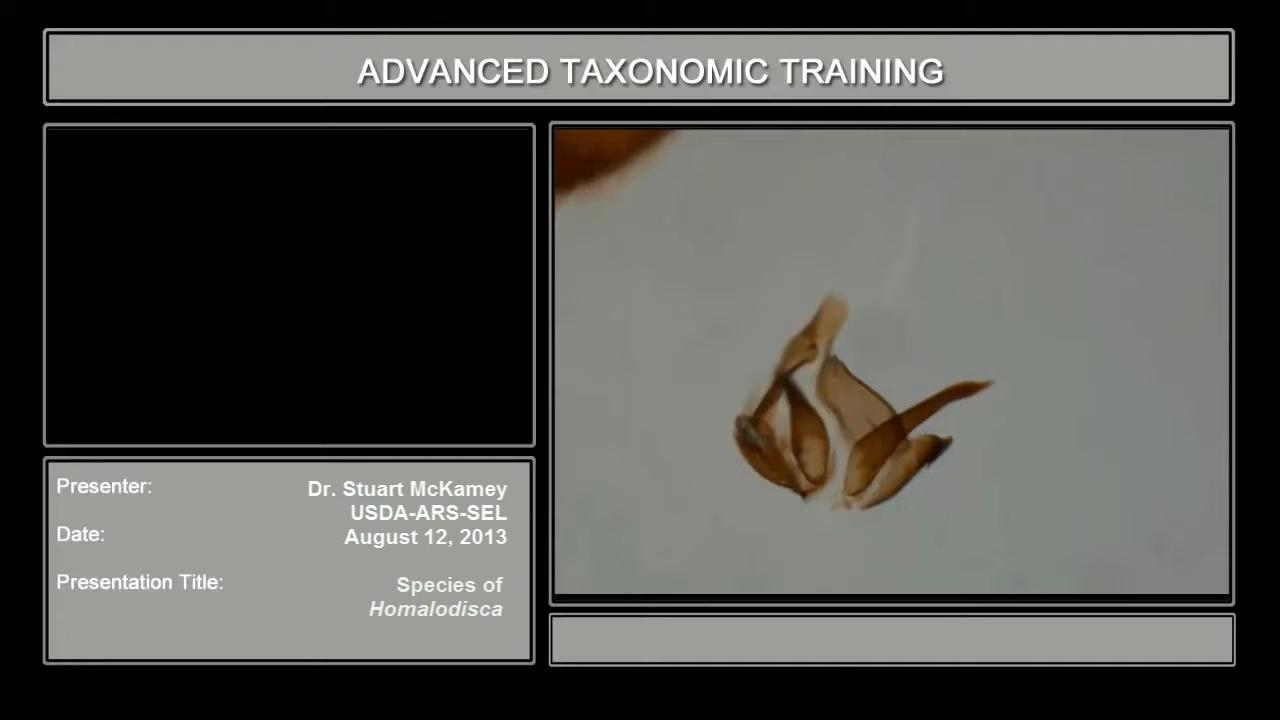 ADVANCED TAXONOMIC TRAINING
Presenter: Dr. Stuart McKamey
USDA-ARS-SEL
Date: August 12, 2013
Presentation Title: Species of
Homalodisca